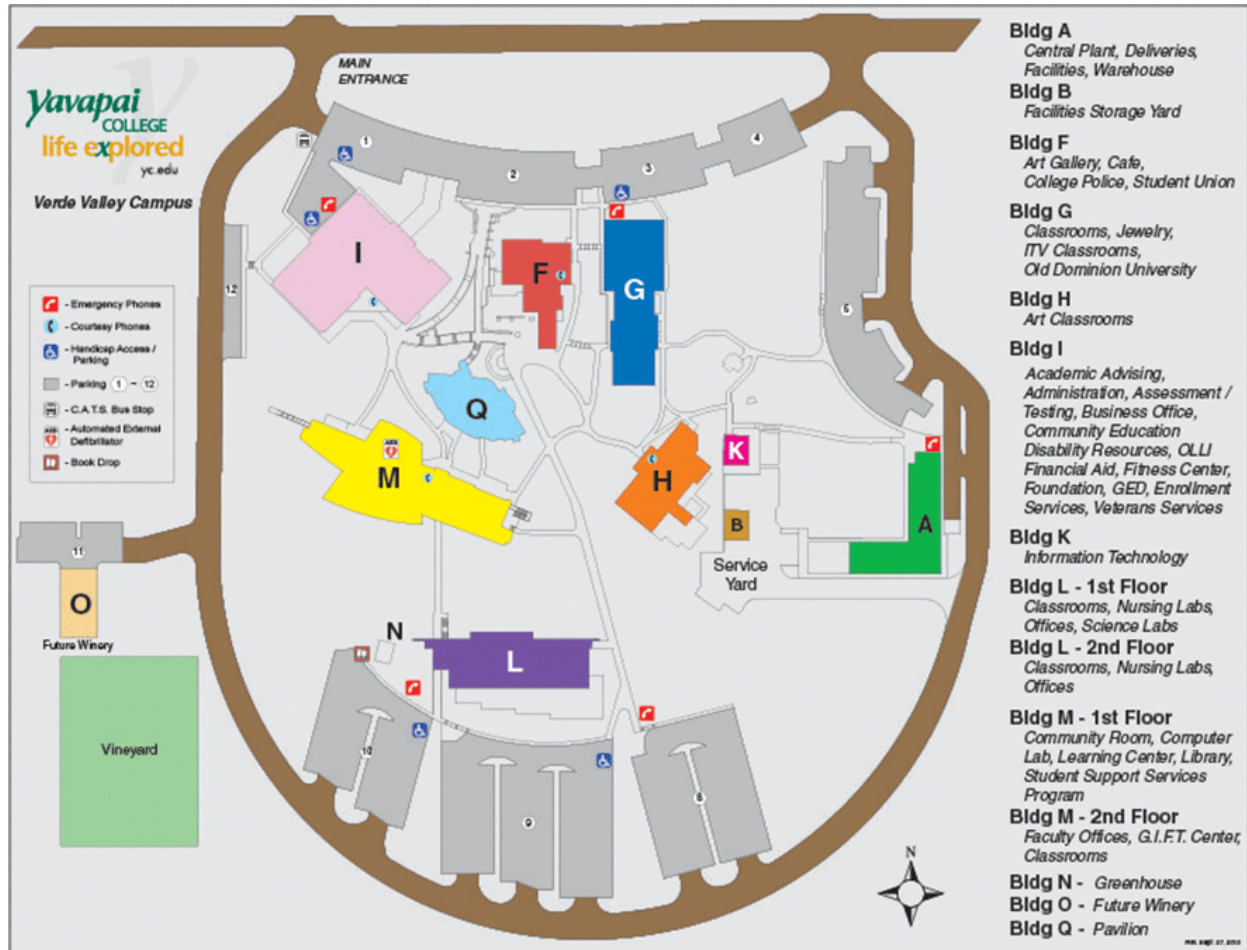 MAIN
ENTRANCE
Yavapai
COLLEGE
life explored
yc.edu
Verde Valley Campus
- Emergency Phones
- Courtesy Phones
- Handicap Access /
Parking
- Parking 1 - 12
- C.A.T.S. Bus Stop
AED - Automated External
Defibrillator
- Book Drop
1
2
3
4
5
12
I
F
G
Q
M
H
K
B
A
Service
Yard
11
O
Future Winery
Vineyard
N
L
10
9
8
N
Bldg A
Central Plant, Deliveries,
Facilities, Warehouse
Bldg B
Facilities Storage Yard
Bldg F
Art Gallery, Cafe,
College Police, Student Union
Bldg G
Classrooms, Jewelry,
ITV Classrooms,
Old Dominion University
Bldg H
Art Classrooms
Bldg I
Academic Advising,
Administration, Assessment /
Testing, Business Office,
Community Education
Disability Resources, OLLI
Financial Aid, Fitness Center,
Foundation, GED, Enrollment
Services, Veterans Services
Bldg K
Information Technology
Bldg L - 1st Floor
Classrooms, Nursing Labs,
Offices, Science Labs
Bldg L - 2nd Floor
Classrooms, Nursing Labs,
Offices
Bldg M - 1st Floor
Community Room, Computer
Lab, Learning Center, Library,
Student Support Services
Program
Bldg M - 2nd Floor
Faculty Offices, G.I.F.T. Center,
Classrooms
Bldg N - Greenhouse
Bldg O - Future Winery
Bldg Q - Pavilion